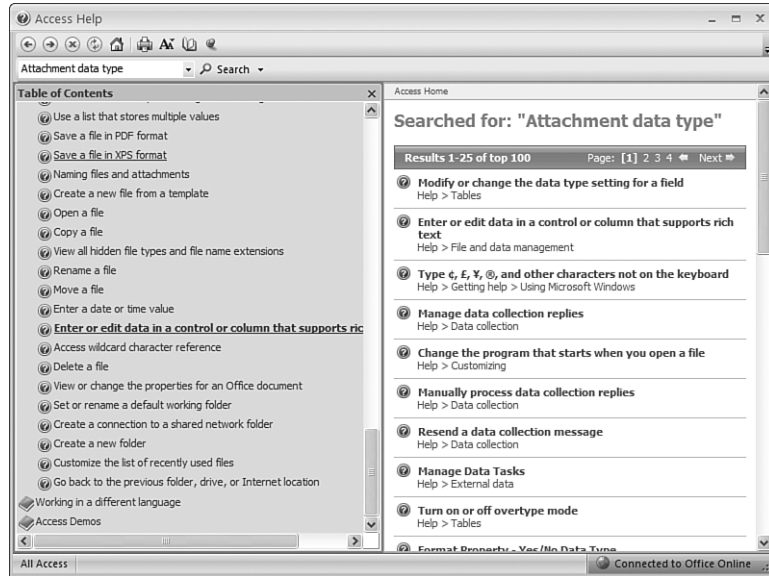 Access Help
Attachment data type
Search
Table of Contents
Use a list that stores multiple values
Save a file in PDF format
Save a file in XPS format
Naming files and attachments
Create a new file from a template
Open a file
Copy a file
View all hidden file types and file name extensions
Rename a file
Move a file
Enter a date or time value
Enter or edit data in a control or column that supports ric
Access wildcard character reference
Delete a file
View or change the properties for an Office document
Set or rename a default working folder
Create a connection to a shared network folder
Create a new folder
Customize the list of recently used files
Go back to the previous folder, drive, or Internet location
Working in a different language
Access Demos
Access Home
Searched for: "Attachment data type"
Results 1-25 of top 100 Page: [1] 2 3 4 Next
Modify or change the data type setting for a field
Help > Tables
Enter or edit data in a control or column that supports rich
text
Help > File and data management
Type ¢, £, ¥, ®, and other characters not on the keyboard
Help > Getting help > Using Microsoft Windows
Manage data collection replies
Help > Data collection
Change the program that starts when you open a file
Help > Customizing
Manually process data collection replies
Help > Data collection
Resend a data collection message
Help > Data collection
Manage Data Tasks
Help > External data
Turn on or off overtype mode
Help > Tables
Format Property - Yes/No Data Type
All Access
Connected to Office Online